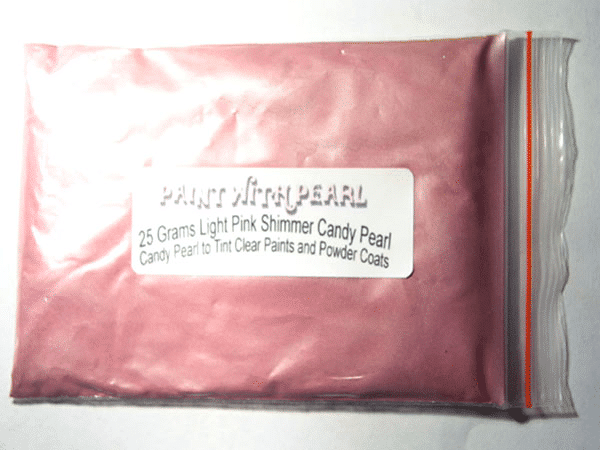 PAINT WITH PEARL
25 Grams Light Pink Shimmer Candy Pearl
Candy Pearl to Tint Clear Paints and Powder Coats